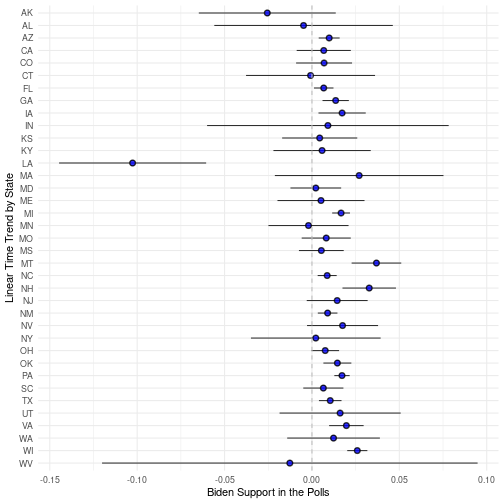 Linear Time Trend by State
AK
AL
AZ
CA
CO
CT
FL
GA
IA
IN
KS
KY
LA
MA
MD
ME
MI
MN
MO
MS
MT
NC
NH
NJ
NM
NV
NY
OH
OK
PA
SC
TX
UT
VA
WA
WI
WV
-0.15 -0.10 -0.05 0.00 0.05 0.10
Biden Support in the Polls